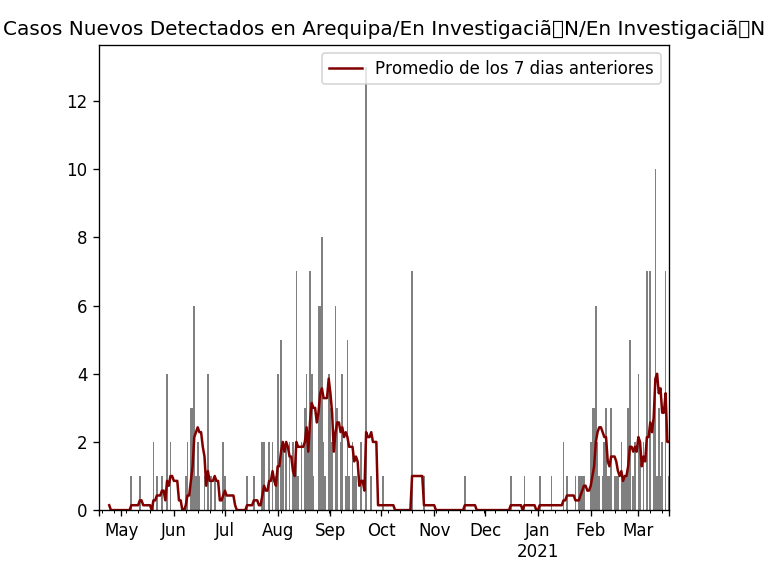 Casos Nuevos Detectados en Arequipa/En Investigaciã▯N/En Investigaciã▯N
Promedio de los 7 dias anteriores
12
10
8
6
4
2
0
May Jun Jul Aug Sep Oct Nov Dec Jan Feb Mar
2021